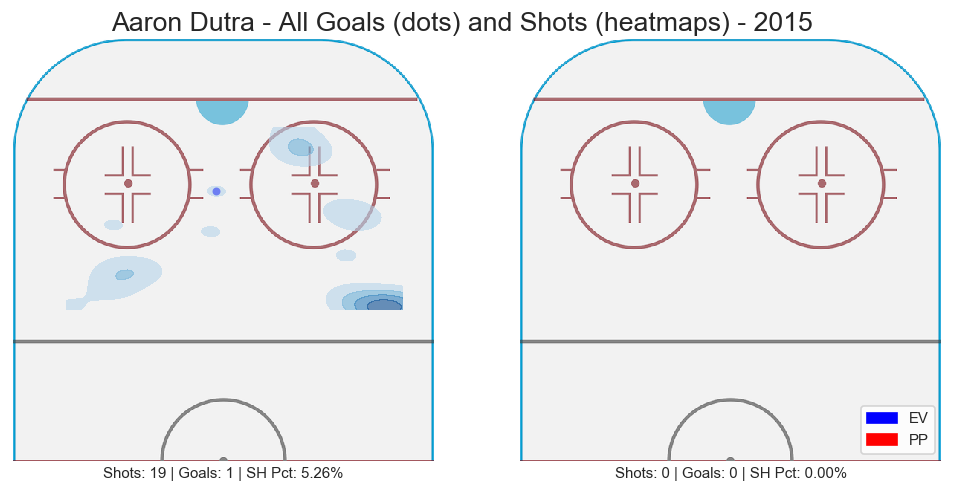 Aaron Dutra - All Goals (dots) and Shots (heatmaps) - 2015
EV
PP
Shots: 19 | Goals: 1 | SH Pct: 5.26%
Shots: 0 | Goals: 0 | SH Pct: 0.00%